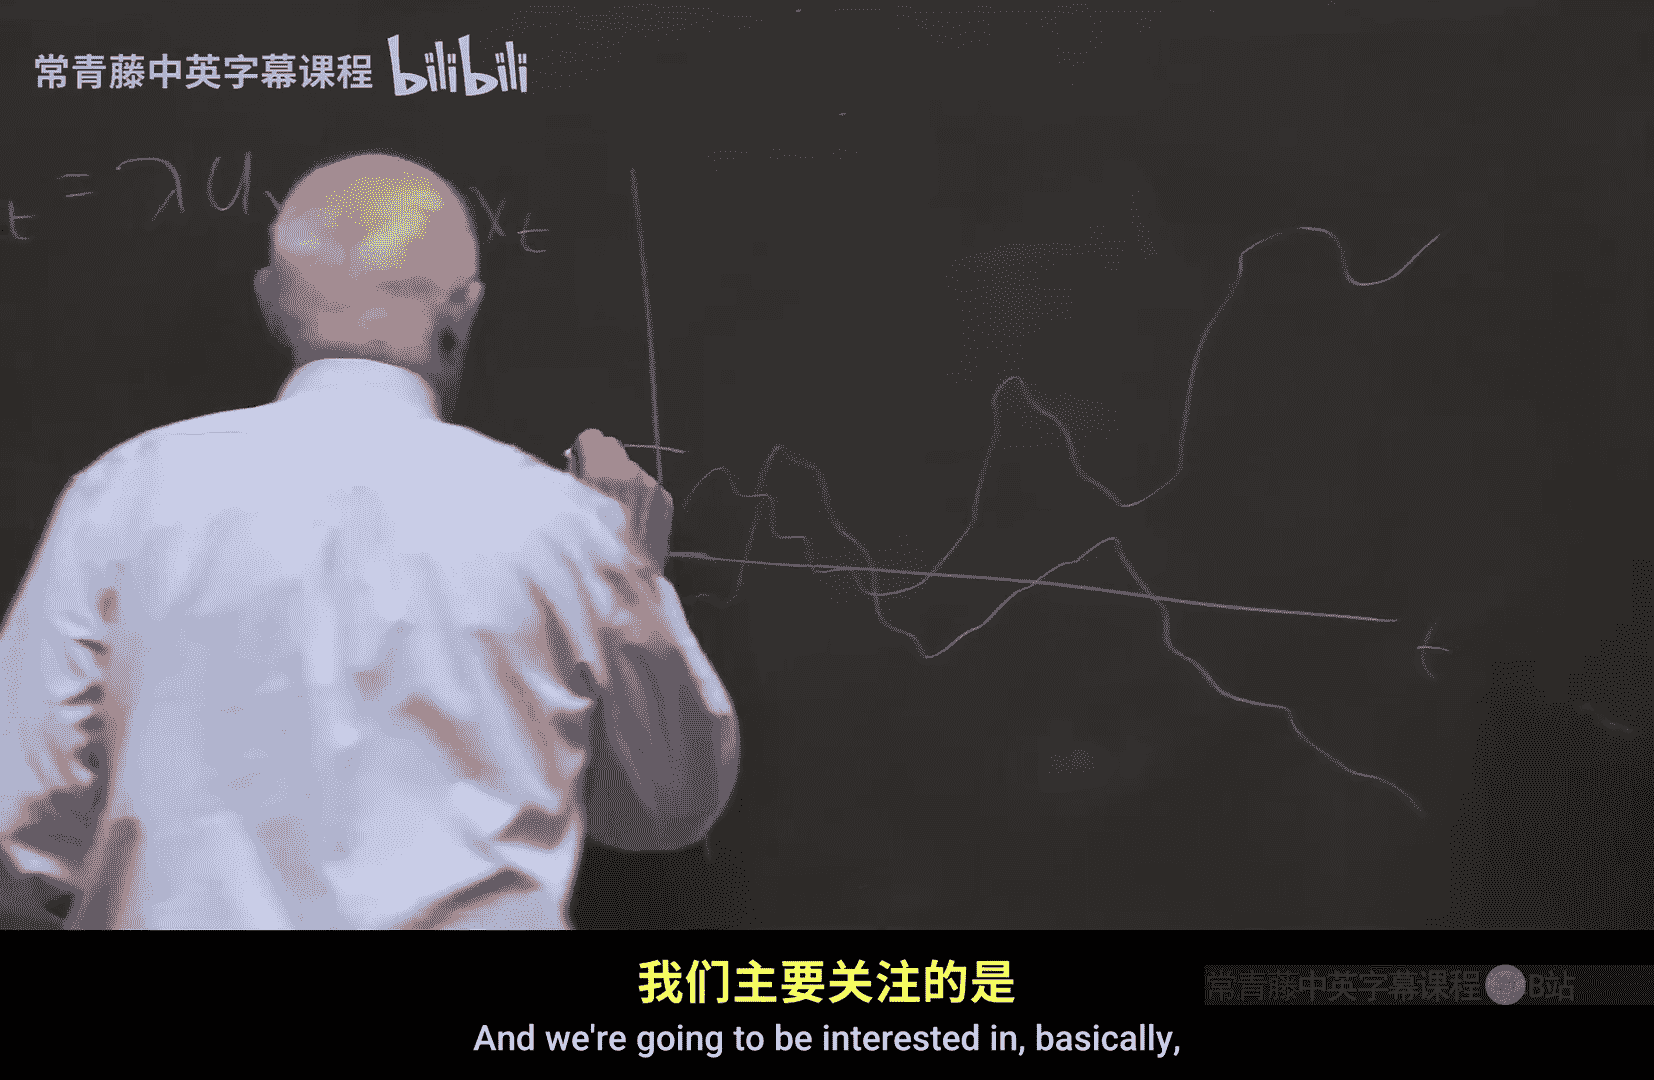 常青藤中英字幕课程 bilibili
t = λU x t
t
我们主要关注的是
常青藤中英字幕课程 B站
And we're going to be interested in, basically,